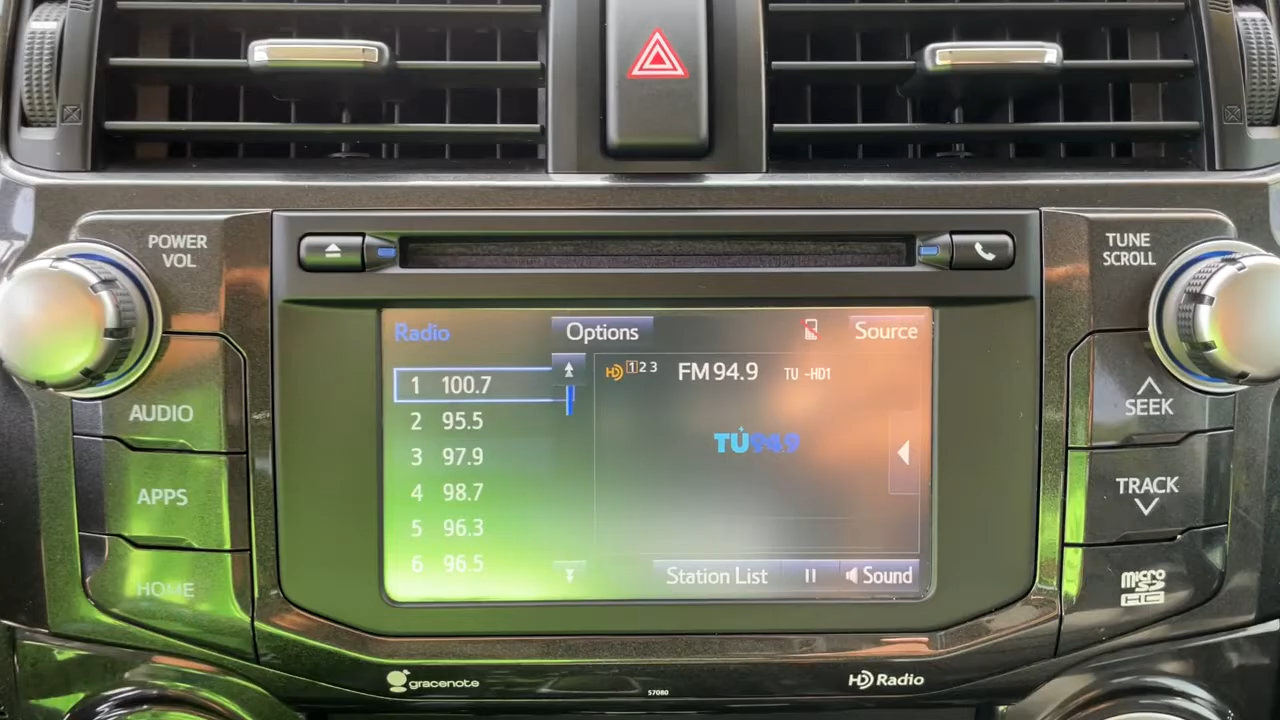 POWER
VOL
TUNE
SCROLL
Radio
Options
Source
1 100.7
2 95.5
3 97.9
4 98.7
5 96.3
6 96.5
HD 1 2 3
FM 94.9
TU -HD1
TÚ94.9
Station List
Sound
AUDIO
APPS
HOME
SEEK
TRACK
micro
SD
HC
gracenote
57080
HD Radio